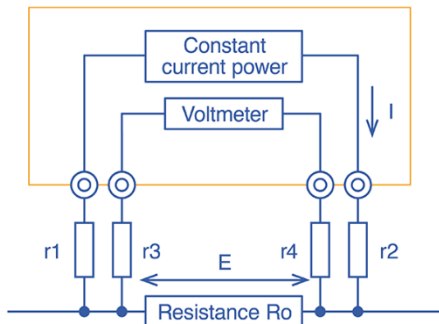 Constant
current power
Voltmeter
I
r1
r3
E
r4
r2
Resistance Ro